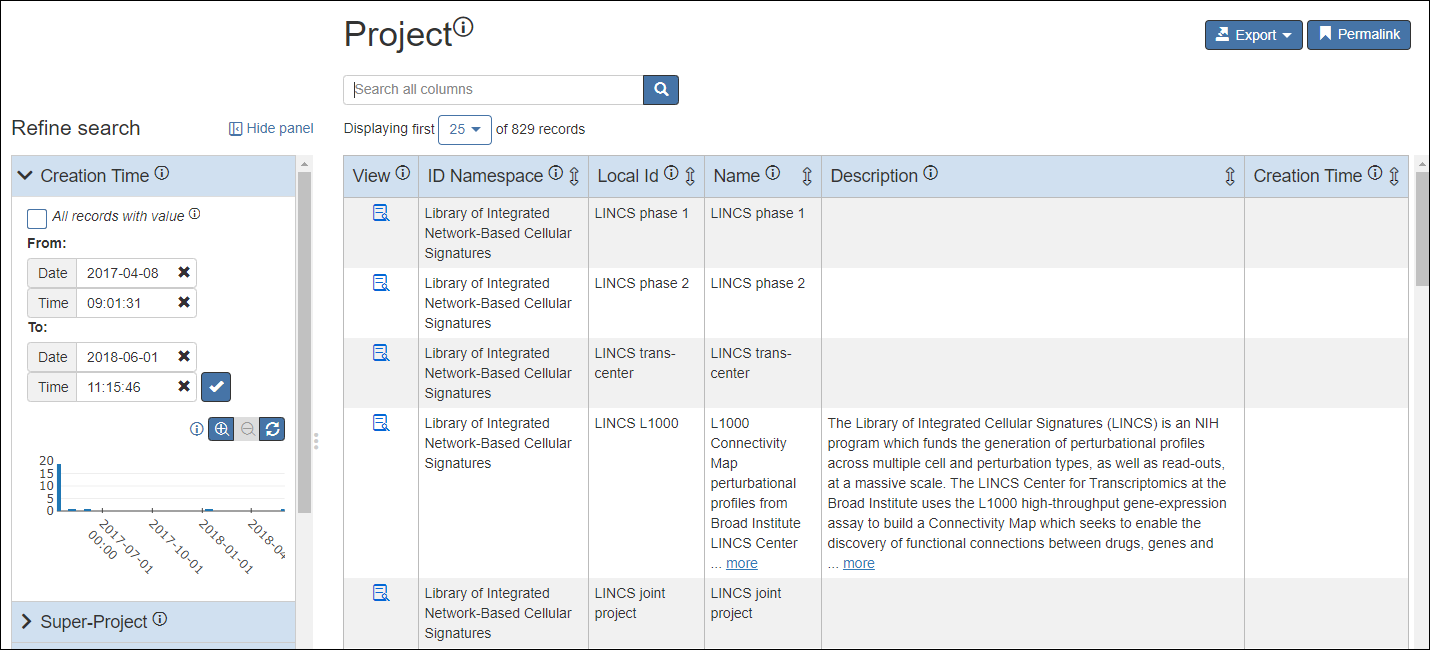 Project
Export
Permalink
Search all columns
Refine search
Hide panel
Displaying first 25 of 829 records
Creation Time
All records with value
From:
Date 2017-04-08
Time 09:01:31
To:
Date 2018-06-01
Time 11:15:46
20
15
10
5
0
2017-07-01
00:00
2017-10-01
2018-01-01
2018-04
Super-Project
View ID Namespace Local Id Name Description Creation Time
Library of Integrated
Network-Based Cellular
Signatures
LINCS phase 1
LINCS phase 1
Library of Integrated
Network-Based Cellular
Signatures
LINCS phase 2
LINCS phase 2
Library of Integrated
Network-Based Cellular
Signatures
LINCS trans-
center
LINCS trans-
center
Library of Integrated
Network-Based Cellular
Signatures
LINCS L1000
L1000
Connectivity
Map
perturbational
profiles from
Broad Institute
LINCS Center
... more
The Library of Integrated Cellular Signatures (LINCS) is an NIH
program which funds the generation of perturbational profiles
across multiple cell and perturbation types, as well as read-outs,
at a massive scale. The LINCS Center for Transcriptomics at the
Broad Institute uses the L1000 high-throughput gene-expression
assay to build a Connectivity Map which seeks to enable the
discovery of functional connections between drugs, genes and
... more
Library of Integrated
Network-Based Cellular
Signatures
LINCS joint
project
LINCS joint
project